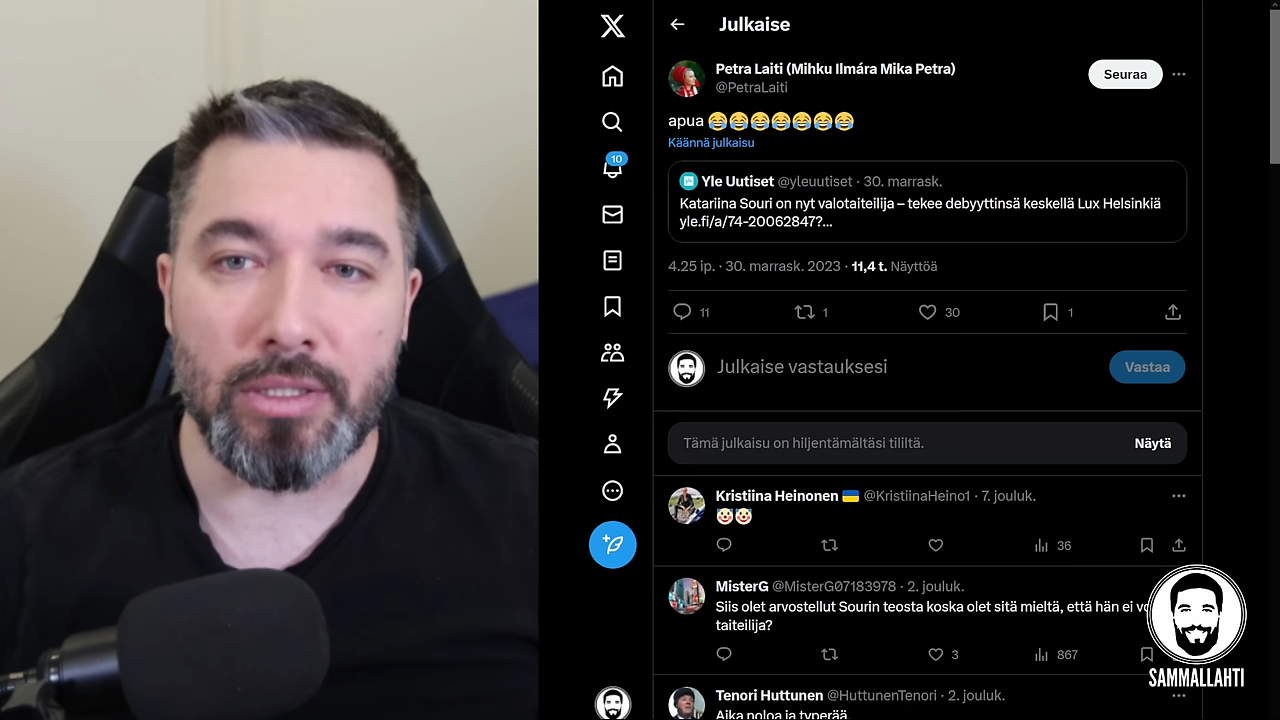 Julkaise
Petra Laiti (Mihku Ilmára Mika Petra)
@PetraLaiti
Seuraa
apua
Käännä julkaisu
Yle Uutiset @yleuutiset · 30. marrask.
Katariina Souri on nyt valotaiteilija – tekee debyyttinsä keskellä Lux Helsinkiä
yle.fi/a/74-20062847?...
4.25 ip. · 30. marrask. 2023 · 11,4 t. Näyttöä
11
1
30
1
10
Julkaise vastauksesi
Vastaa
Tämä julkaisu on hiljentämältäsi tililtä.
Näytä
Kristiina Heinonen @KristiinaHeino1 · 7. jouluk.
36
MisterG @MisterG07183978 · 2. jouluk.
Siis olet arvostellut Sourin teosta koska olet sitä mieltä, että hän ei
taiteilija?
3
867
Tenori Huttunen @HuttunenTenori · 2. jouluk.
Aika noloa ja typerää.
SAMMALLAHTI